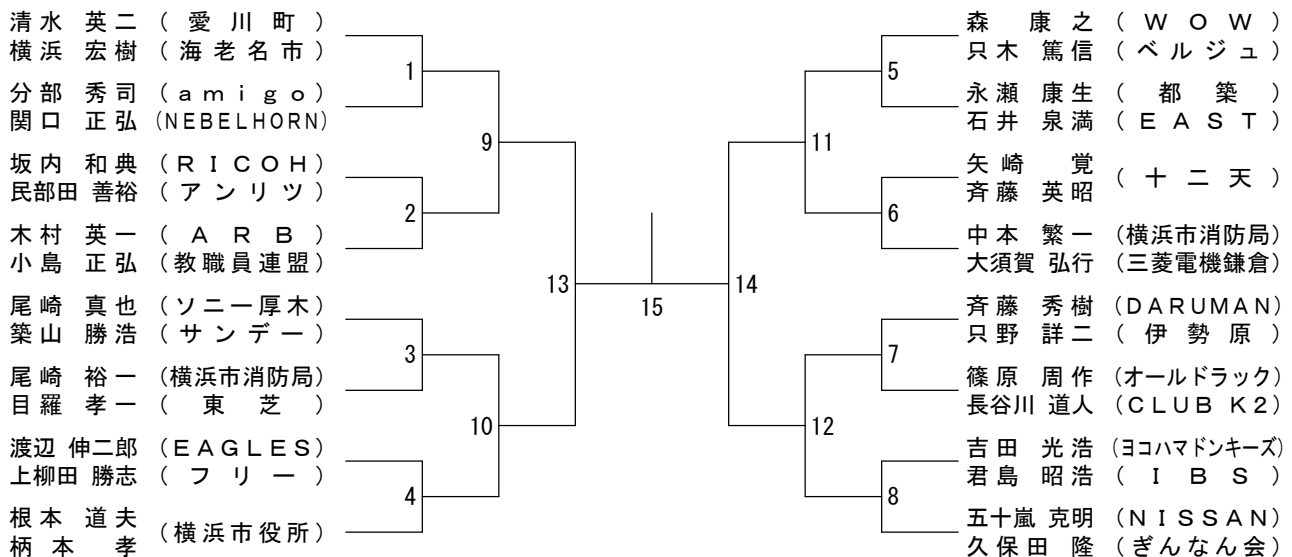 清水 英二 （ 愛 川 町 ）
横浜 宏樹 （ 海 老 名 市 ）
1
分部 秀司 （ａｍｉｇｏ）
関口 正弘 （NEBELHORN）
9
坂内 和典 （ＲＩＣＯＨ）
民部田 善裕 （ ア ン リ ツ ）
2
木村 英一 （ Ａ Ｒ Ｂ ）
小島 正弘 （教職員連盟）
13
尾崎 真也 （ソニー厚木）
築山 勝浩 （ サ ン デ ー ）
3
尾崎 裕一 （横浜市消防局）
目羅 孝一 （ 東 芝 ）
10
渡辺 伸二郎 （ＥＡＧＬＥＳ）
上柳田 勝志 （ フ リ ー ）
4
根本 道夫
柄本 孝
（横浜市役所）
15
森 康之 （ Ｗ Ｏ Ｗ ）
只木 篤信 （ ベ ル ジ ュ ）
5
永瀬 康生 （ 都 築 ）
石井 泉満 （ Ｅ Ａ Ｓ Ｔ ）
11
矢崎 覚
斉藤 英昭
（ 十 二 天 ）
6
中本 繁一 （横浜市消防局）
大須賀 弘行 （三菱電機鎌倉）
14
斉藤 秀樹 （DARUMAN）
只野 詳二 （ 伊 勢 原 ）
7
篠原 周作 （オールドラック）
長谷川 道人 （CLUB K2）
12
吉田 光浩 （ヨコハマドンキーズ）
君島 昭浩 （ Ｉ Ｂ Ｓ ）
8
五十嵐 克明 （ＮＩＳＳＡＮ）
久保田 隆 （ぎんなん会）